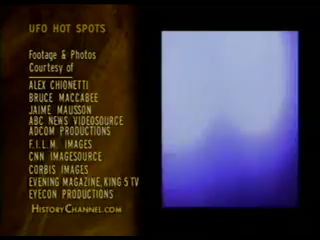 UFO HOT SPOTS
Footage & Photos
Courtesy of
ALEX CHIONETTI
BRUCE MACCABEE
JAIME MAUSSON
ABC NEWS VIDEOSOURCE
ADCOM PRODUCTIONS
F.I.L.M. IMAGES
CNN IMAGESOURCE
CORBIS IMAGES
EVENING MAGAZINE, KING 5 TV
EYECON PRODUCTIONS
HISTORYCHANNEL.COM